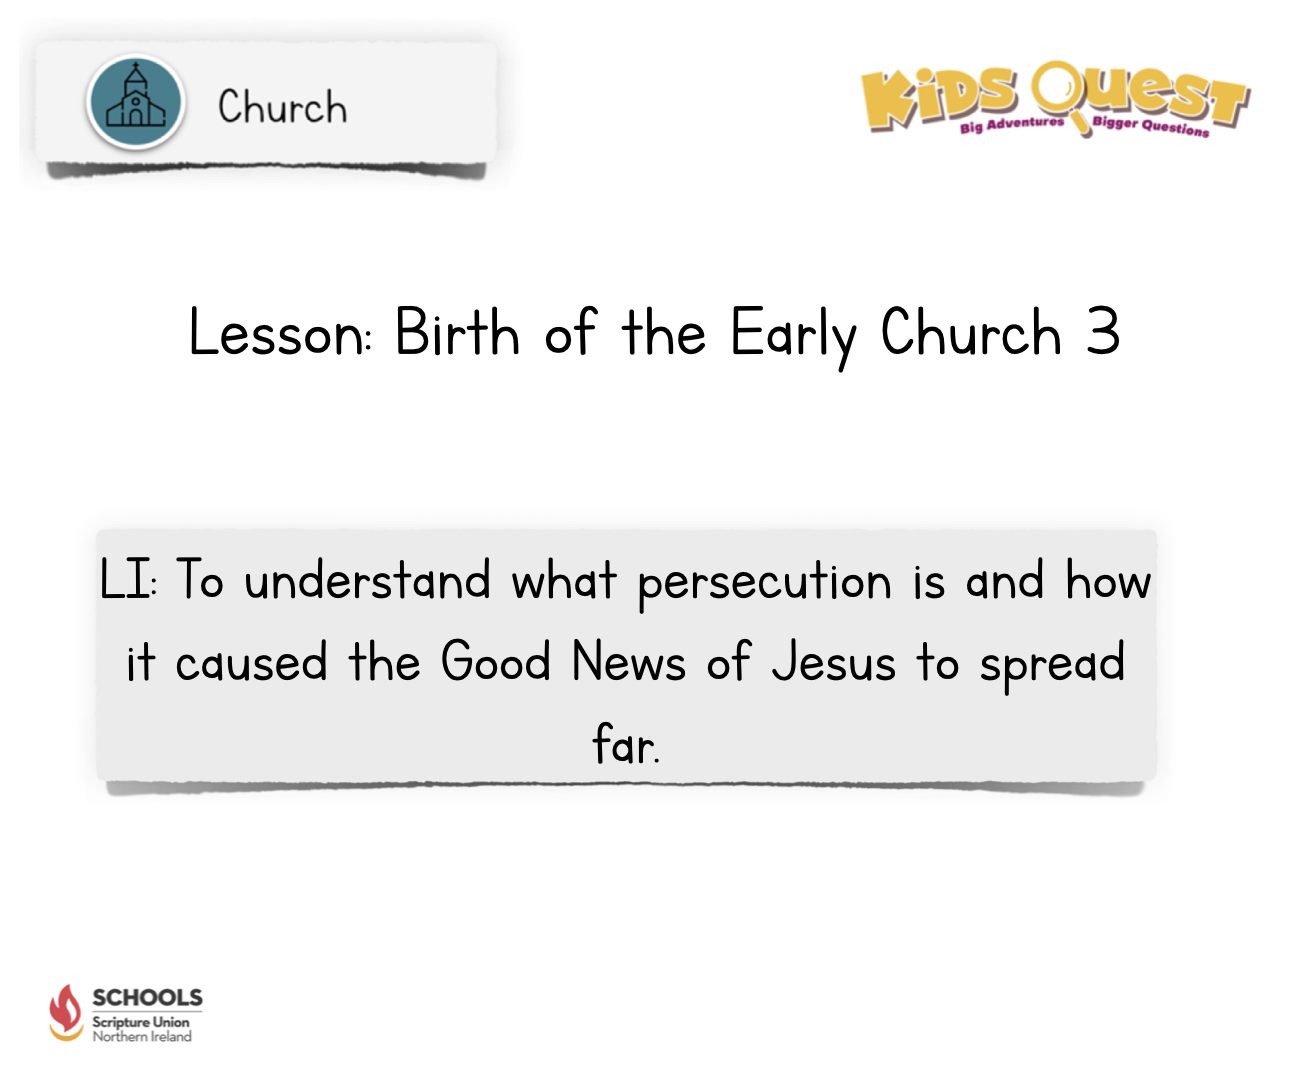 Church
KiDS QUEST
Big Adventures Bigger Questions
Lesson: Birth of the Early Church 3
LI: To understand what persecution is and how
it caused the Good News of Jesus to spread
far.
SCHOOLS
Scripture Union
Northern Ireland